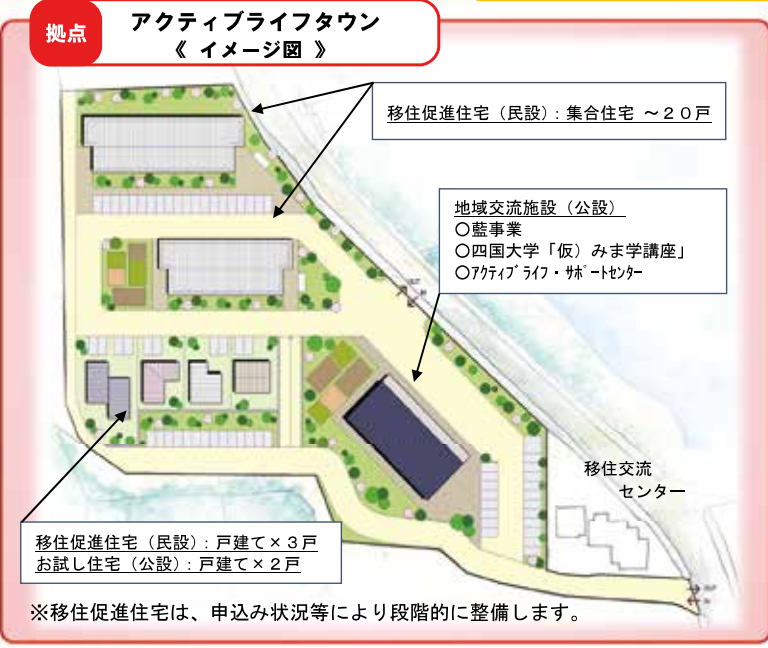 拠点
アクティブライフタウン
《 イメージ図 》
移住促進住宅（民設）：集合住宅 ～２０戸
地域交流施設（公設）
○藍事業
○四国大学「仮）みま学講座」
○ｱｸﾃｨﾌﾞﾗｲﾌ・ｻﾎﾟｰﾄｾﾝﾀｰ
OUT
IN
移住交流
センター
移住促進住宅（民設）：戸建て×３戸
お試し住宅（公設）：戸建て×２戸
OUT
IN
※移住促進住宅は、申込み状況等により段階的に整備します。